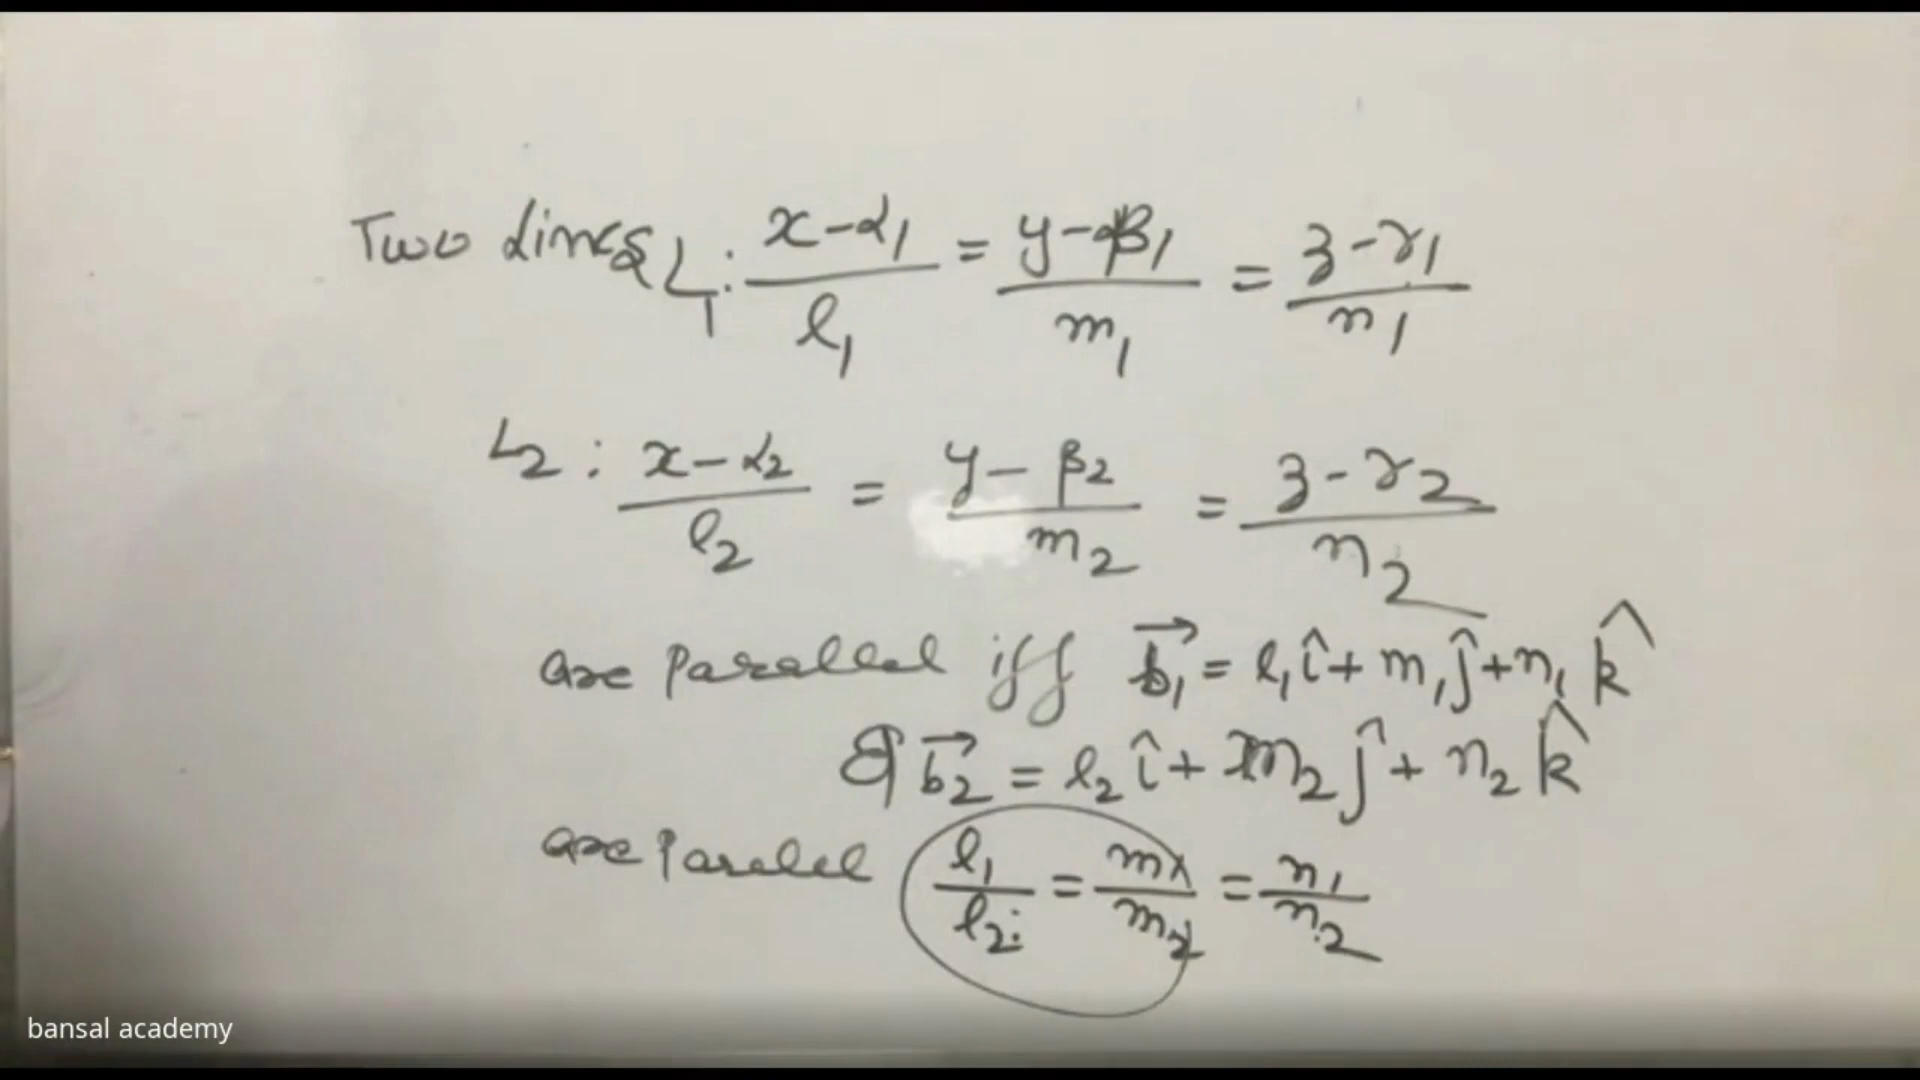 Two Lines L₁: (x-α₁)/l₁ = (y-β₁)/m₁ = (z-γ₁)/n₁
L₂: (x-α₂)/l₂ = (y-β₂)/m₂ = (z-γ₂)/n₂
are parallel iff b₁⃗ = l₁î + m₁ĵ + n₁k̂
& b₂⃗ = l₂î + m₂ĵ + n₂k̂
are Parallel l₁/l₂ = m₁/m₂ = n₁/n₂
bansal academy